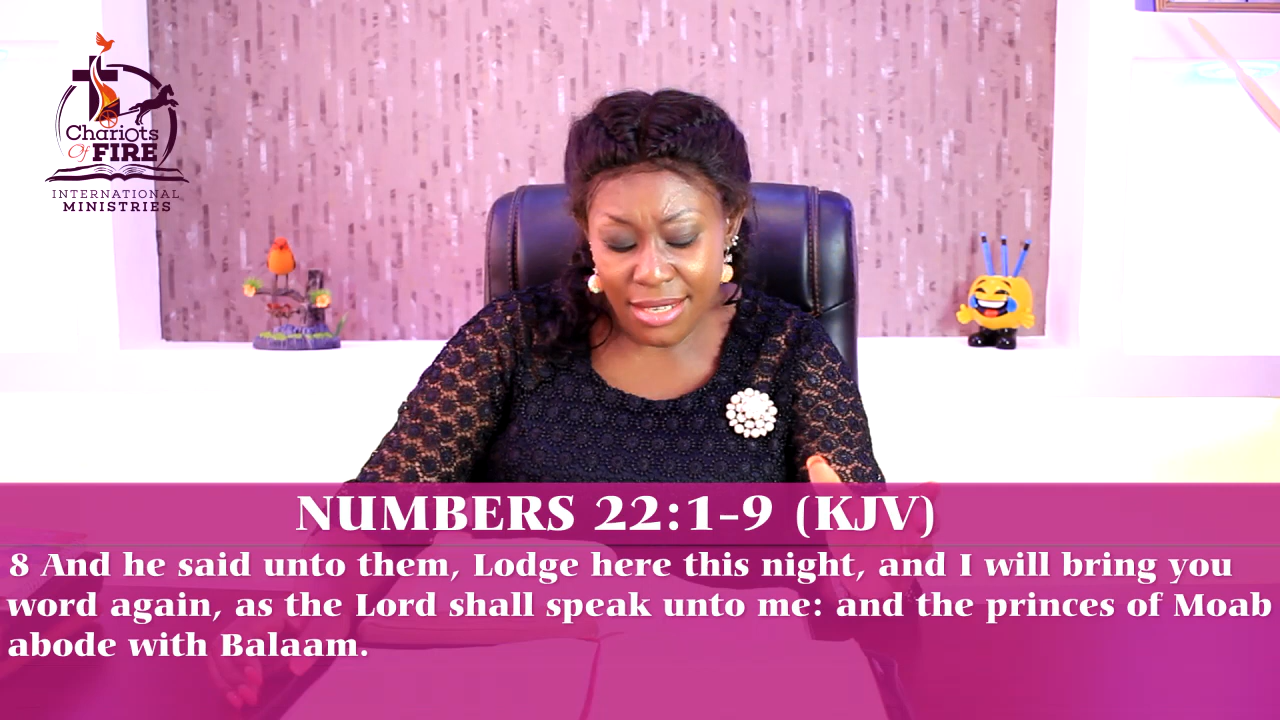 Chariots
Of FIRE
INTERNATIONAL
MINISTRIES
NUMBERS 22:1-9 (KJV)
8 And he said unto them, Lodge here this night, and I will bring you
word again, as the Lord shall speak unto me: and the princes of Moab
abode with Balaam.